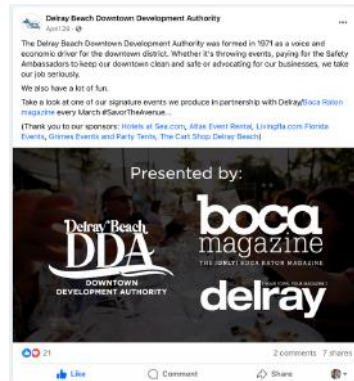 Delray Beach Downtown Development Authority
April 29
The Delray Beach Downtown Development Authority was formed in 1971 as a voice and
economic driver for the downtown district. Whether it's throwing events, paying for the Safety
Ambassadors to keep our downtown clean and safe or advocating for our businesses, we take
our job seriously.
We also have a lot of fun.
Take a look at one of our signature events we produce in partnership with Delray/Boca Raton
magazine every March #SavorTheAvenue...
(Thank you to our sponsors: Hotels at Sea.com, Atlas Event Rental, Livingfla.com Florida
Events, Grimes Events and Party Tents, The Cart Shop Delray Beach)
Presented by:
Delray Beach
DDA
DOWNTOWN
DEVELOPMENT AUTHORITY
boca
magazine
THE (ONLY) BOCA RATON MAGAZINE
delray
21
2 comments 7 shares
Like
Comment
Share